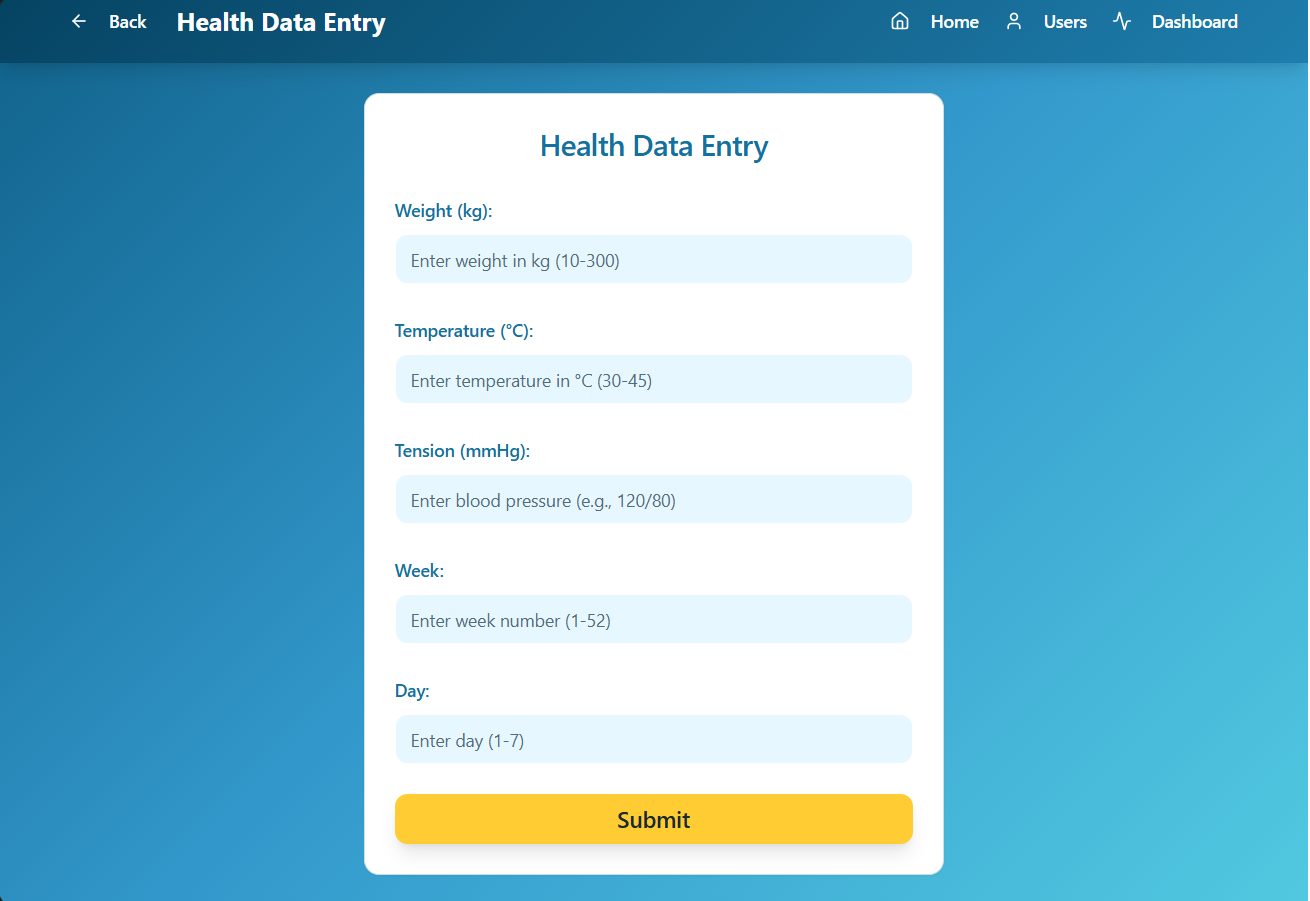 Back Health Data Entry Home Users Dashboard
Health Data Entry
Weight (kg):
Enter weight in kg (10-300)
Temperature (°C):
Enter temperature in °C (30-45)
Tension (mmHg):
Enter blood pressure (e.g., 120/80)
Week:
Enter week number (1-52)
Day:
Enter day (1-7)
Submit